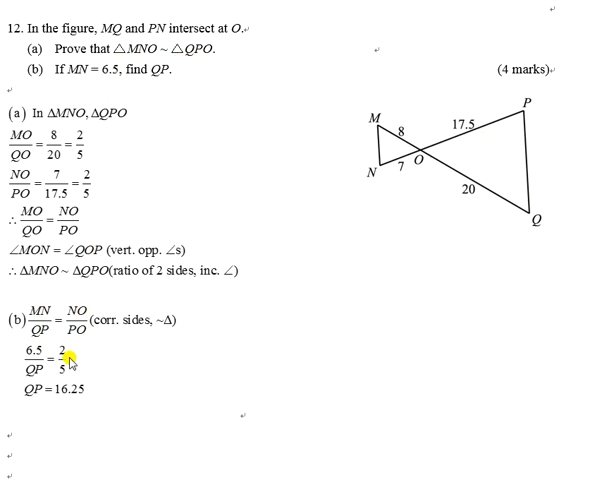 12. In the figure, MQ and PN intersect at O.
(a) Prove that △MNO ~ △QPO.
(b) If MN = 6.5, find QP.
(4 marks)
(a) In ΔMNO, ΔQPO
MO/QO = 8/20 = 2/5
NO/PO = 7/17.5 = 2/5
∴ MO/QO = NO/PO
∠MON = ∠QOP (vert. opp. ∠s)
∴ ΔMNO ~ ΔQPO(ratio of 2 sides, inc. ∠)
(b) MN/QP = NO/PO (corr. sides, ~Δ)
6.5/QP = 2/5
QP = 16.25
P
M
8
17.5
O
N
7
20
Q